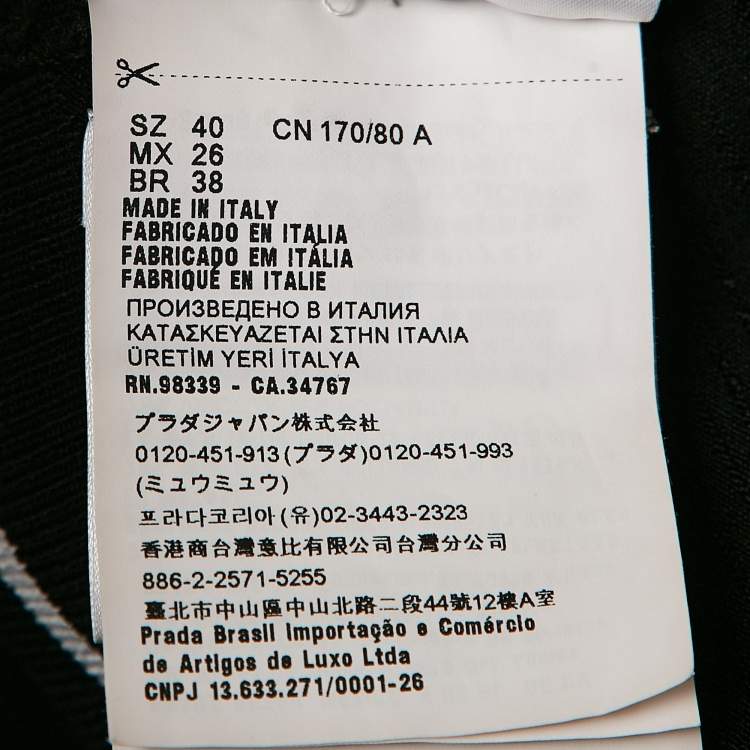 SZ 40 CN 170/80 A
MX 26
BR 38
MADE IN ITALY
FABRICADO EN ITALIA
FABRICADO EM ITÁLIA
FABRIQUÉ EN ITALIE
ПРОИЗВЕДЕНО В ИТАЛИЯ
ΚΑΤΑΣΚΕΥΑΖΕΤΑΙ ΣΤΗΝ ΙΤΑΛΙΑ
ÜRETİM YERİ İTALYA
RN.98339 - CA.34767
プラダジャパン株式会社
0120-451-913(プラダ)0120-451-993
(ミュウミュウ)
프라다코리아(유)02-3443-2323
香港商台灣意比有限公司台灣分公司
886-2-2571-5255
臺北市中山區中山北路二段44號12樓A室
Prada Brasil Importação e Comércio
de Artigos de Luxo Ltda
CNPJ 13.633.271/0001-26